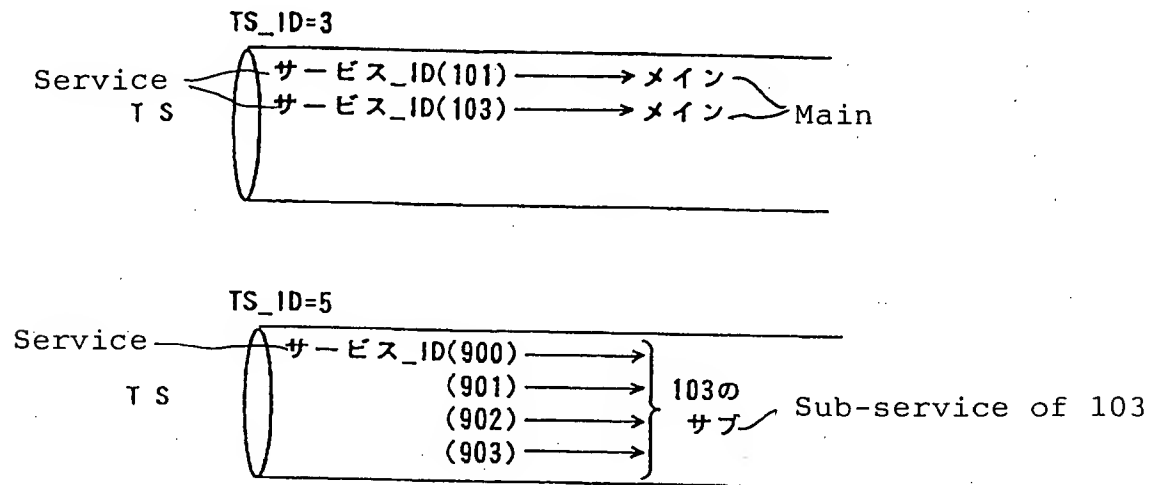 TS_ID=3
Service サービス_ID(101) メイン
TS サービス_ID(103) メイン Main
TS_ID=5
Service サービス_ID(900)
TS (901) 103の
(902) サブ Sub-service of 103
(903)